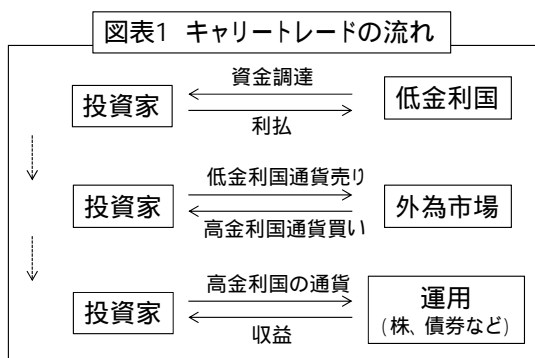 図表1 キャリートレードの流れ
資金調達
投資家
低金利国
利払
低金利国通貨売り
投資家
外為市場
高金利国通貨買い
高金利国の通貨
投資家
運用
(株、債券など)
収益